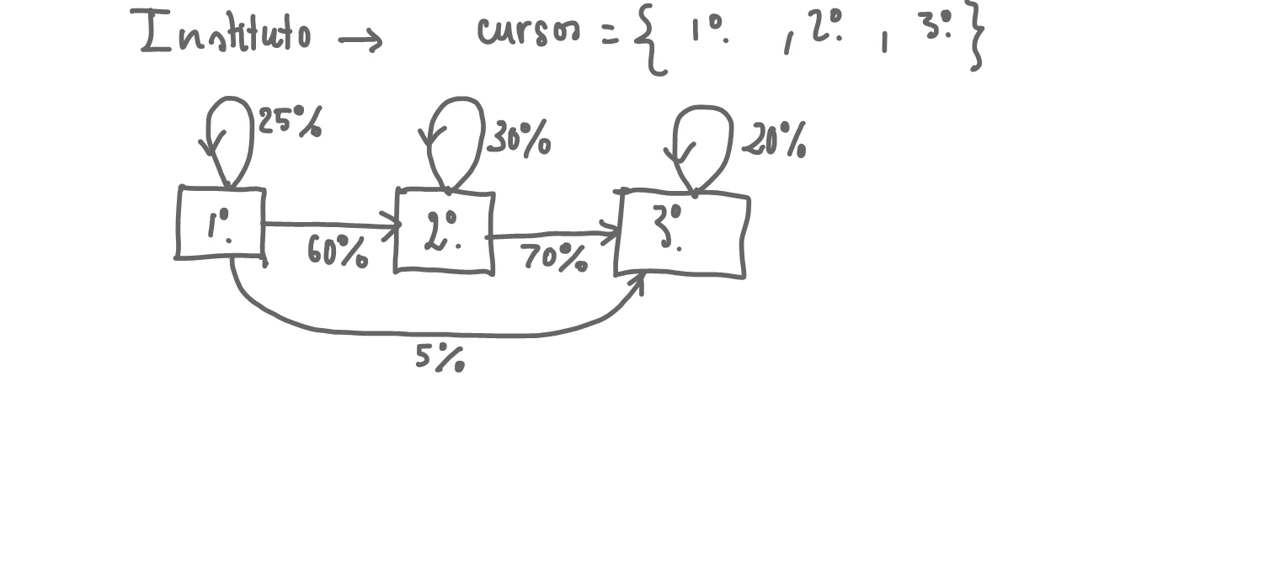 Instituto → cursos = { 1º. , 2º. , 3º. }
25% 30% 20%
1º. 2º. 3º.
60% 70%
5%